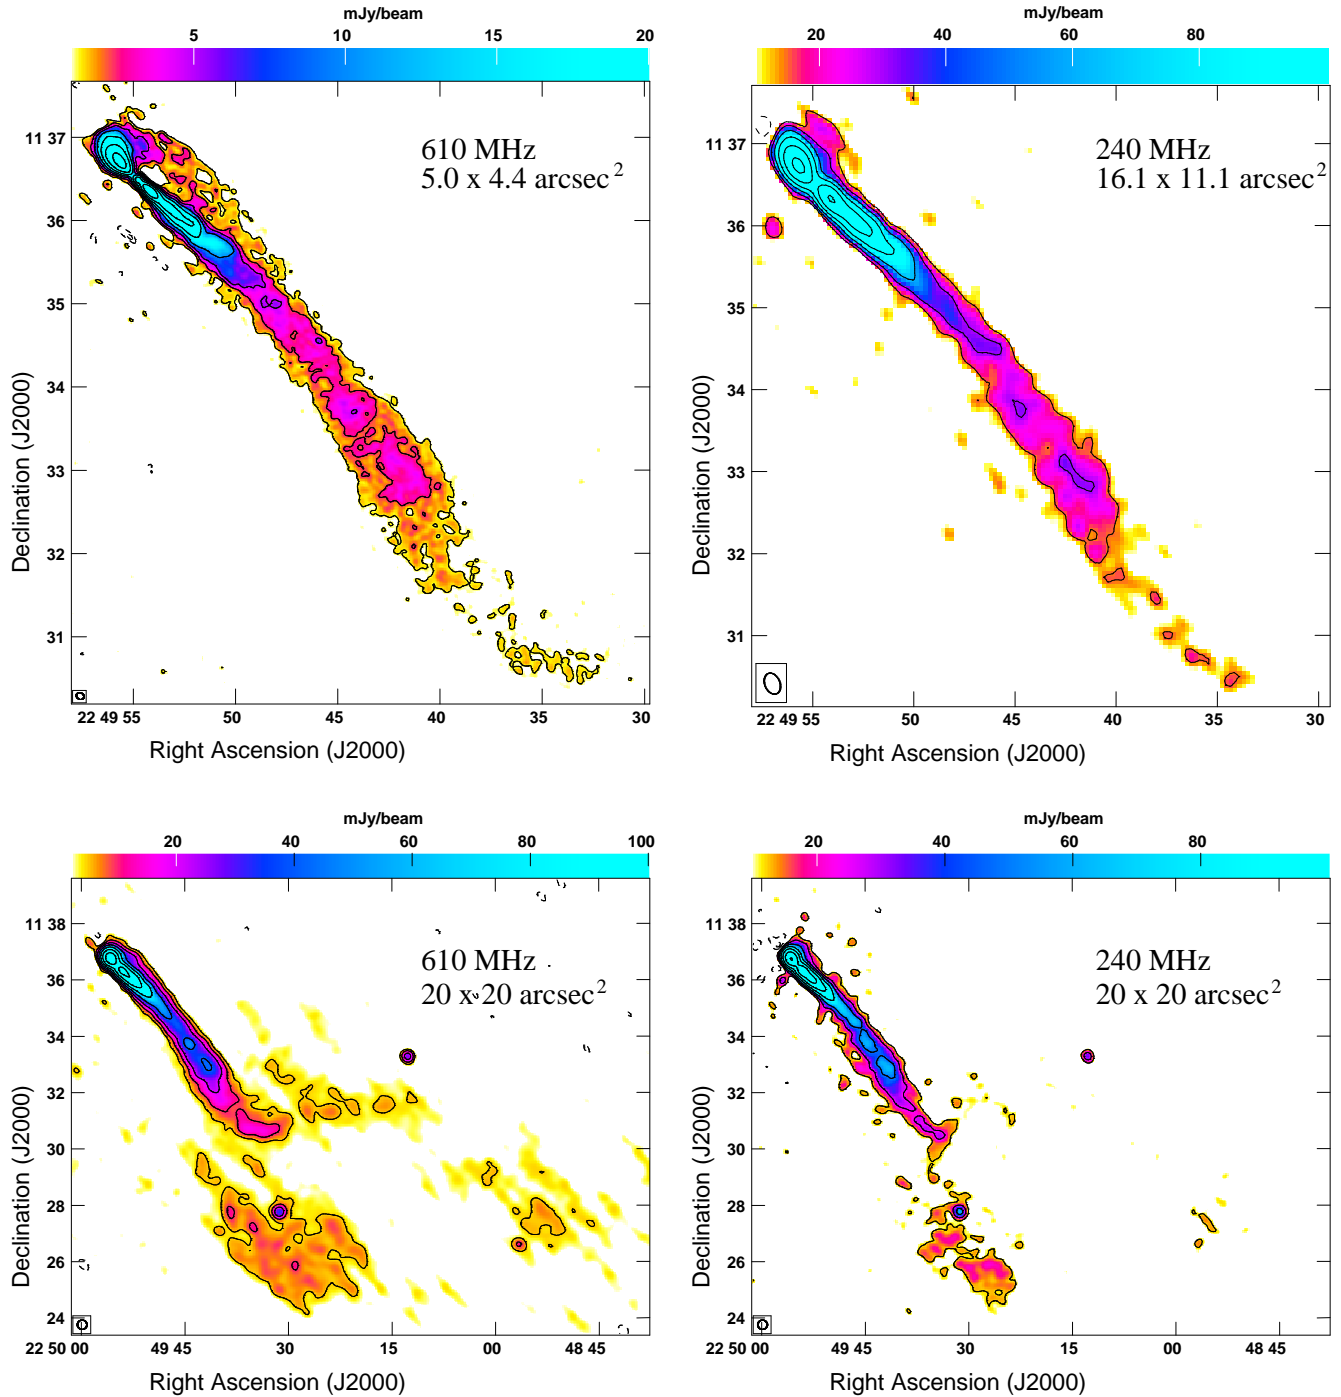 mJy/beam
5 10 15 20
610 MHz
5.0 x 4.4 arcsec2
11 37
36
35
34
33
32
31
Declination (J2000)
22 49 55 50 45 40 35 30
Right Ascension (J2000)
mJy/beam
20 40 60 80
240 MHz
16.1 x 11.1 arcsec2
11 37
36
35
34
33
32
31
Declination (J2000)
22 49 55 50 45 40 35 30
Right Ascension (J2000)
mJy/beam
20 40 60 80 100
610 MHz
20 x 20 arcsec2
11 38
36
34
32
30
28
26
24
Declination (J2000)
22 50 00 49 45 30 15 00 48 45
Right Ascension (J2000)
mJy/beam
20 40 60 80
240 MHz
20 x 20 arcsec2
11 38
36
34
32
30
28
26
24
Declination (J2000)
22 50 00 49 45 30 15 00 48 45
Right Ascension (J2000)